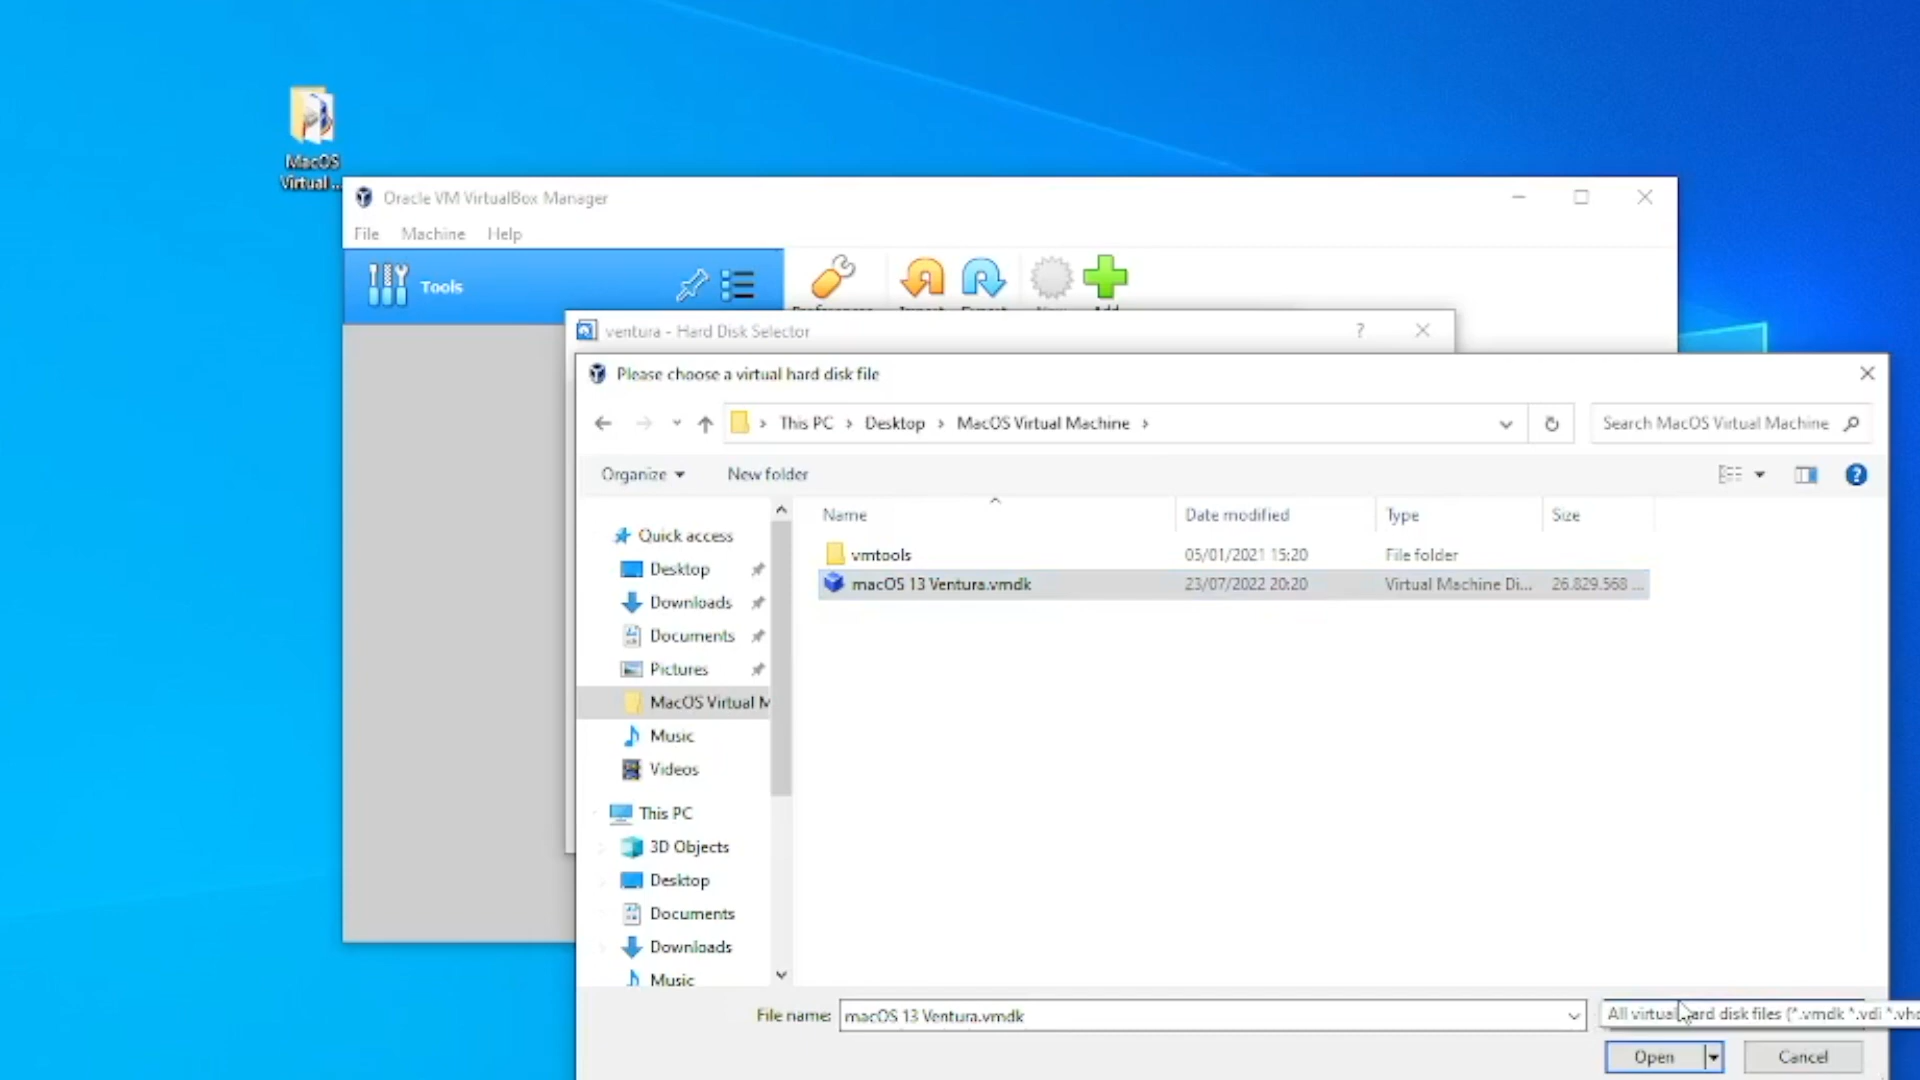 MacOS
Virtual ...
Oracle VM VirtualBox Manager
File Machine Help
Tools
ventura - Hard Disk Selector
?
Please choose a virtual hard disk file
This PC > Desktop > MacOS Virtual Machine >
Search MacOS Virtual Machine
Organize
New folder
Name Date modified Type Size
vmtools 05/01/2021 15:20 File folder
macOS 13 Ventura.vmdk 23/07/2022 20:20 Virtual Machine Di... 26.829.568 ...
Quick access
Desktop
Downloads
Documents
Pictures
MacOS Virtual M
Music
Videos
This PC
3D Objects
Desktop
Documents
Downloads
Music
File name: macOS 13 Ventura.vmdk
All virtual hard disk files (*.vmdk *.vdi *.vhd
Open
Cancel